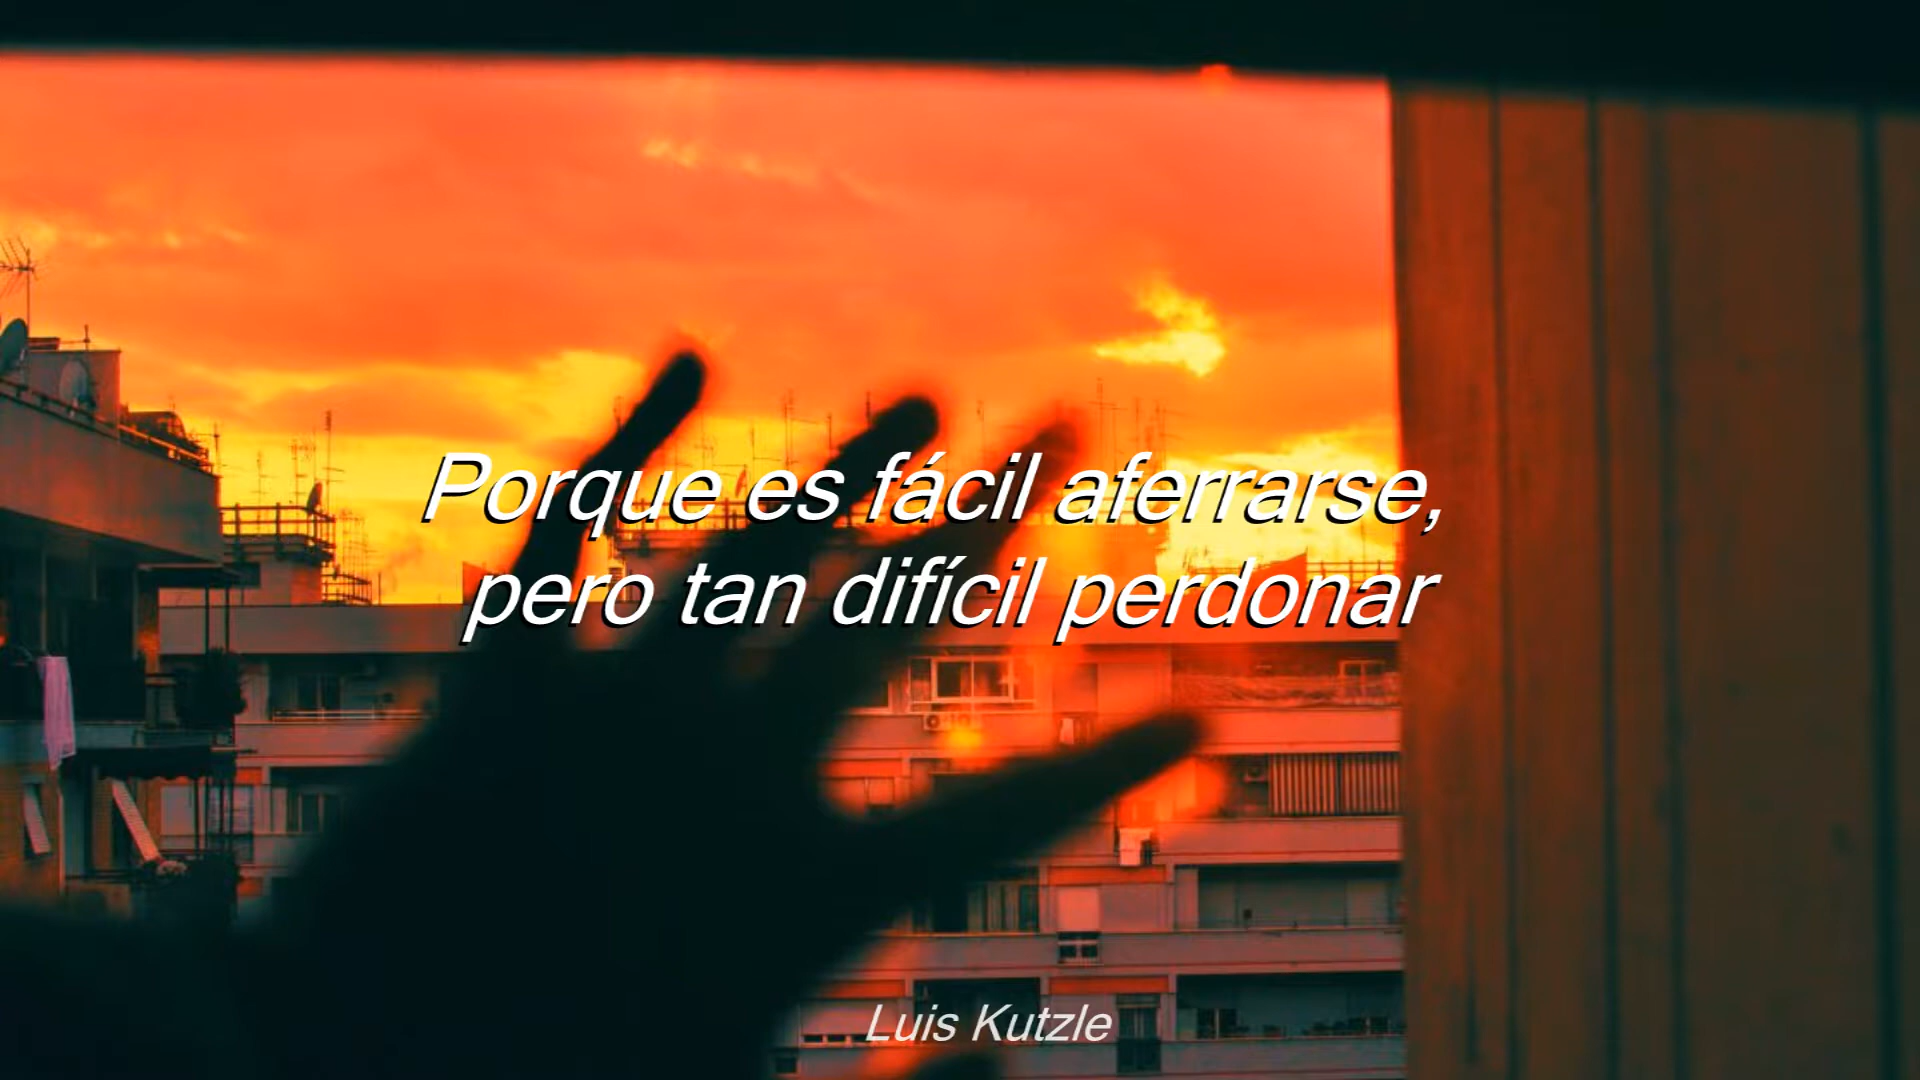 Porque es fácil aferrarse,
pero tan difícil perdonar
Luis Kutzle